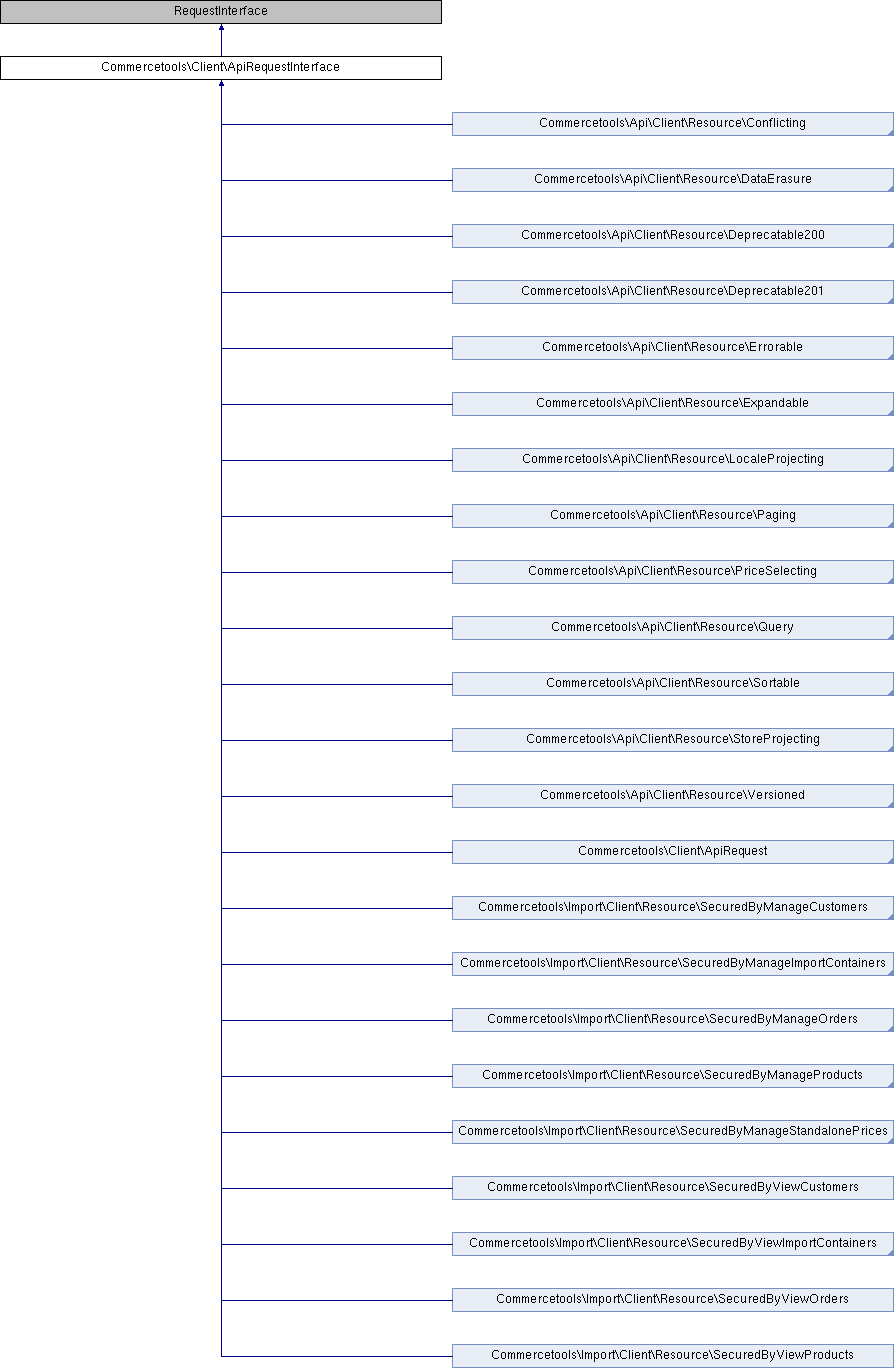 RequestInterface
Commercetools\Client\ApiRequestInterface
Commercetools\Api\Client\Resource\Conflicting
Commercetools\Api\Client\Resource\DataErasure
Commercetools\Api\Client\Resource\Deprecatable200
Commercetools\Api\Client\Resource\Deprecatable201
Commercetools\Api\Client\Resource\Errorable
Commercetools\Api\Client\Resource\Expandable
Commercetools\Api\Client\Resource\LocaleProjecting
Commercetools\Api\Client\Resource\Paging
Commercetools\Api\Client\Resource\PriceSelecting
Commercetools\Api\Client\Resource\Query
Commercetools\Api\Client\Resource\Sortable
Commercetools\Api\Client\Resource\StoreProjecting
Commercetools\Api\Client\Resource\Versioned
Commercetools\Client\ApiRequest
Commercetools\Import\Client\Resource\SecuredByManageCustomers
Commercetools\Import\Client\Resource\SecuredByManageImportContainers
Commercetools\Import\Client\Resource\SecuredByManageOrders
Commercetools\Import\Client\Resource\SecuredByManageProducts
Commercetools\Import\Client\Resource\SecuredByManageStandalonePrices
Commercetools\Import\Client\Resource\SecuredByViewCustomers
Commercetools\Import\Client\Resource\SecuredByViewImportContainers
Commercetools\Import\Client\Resource\SecuredByViewOrders
Commercetools\Import\Client\Resource\SecuredByViewProducts